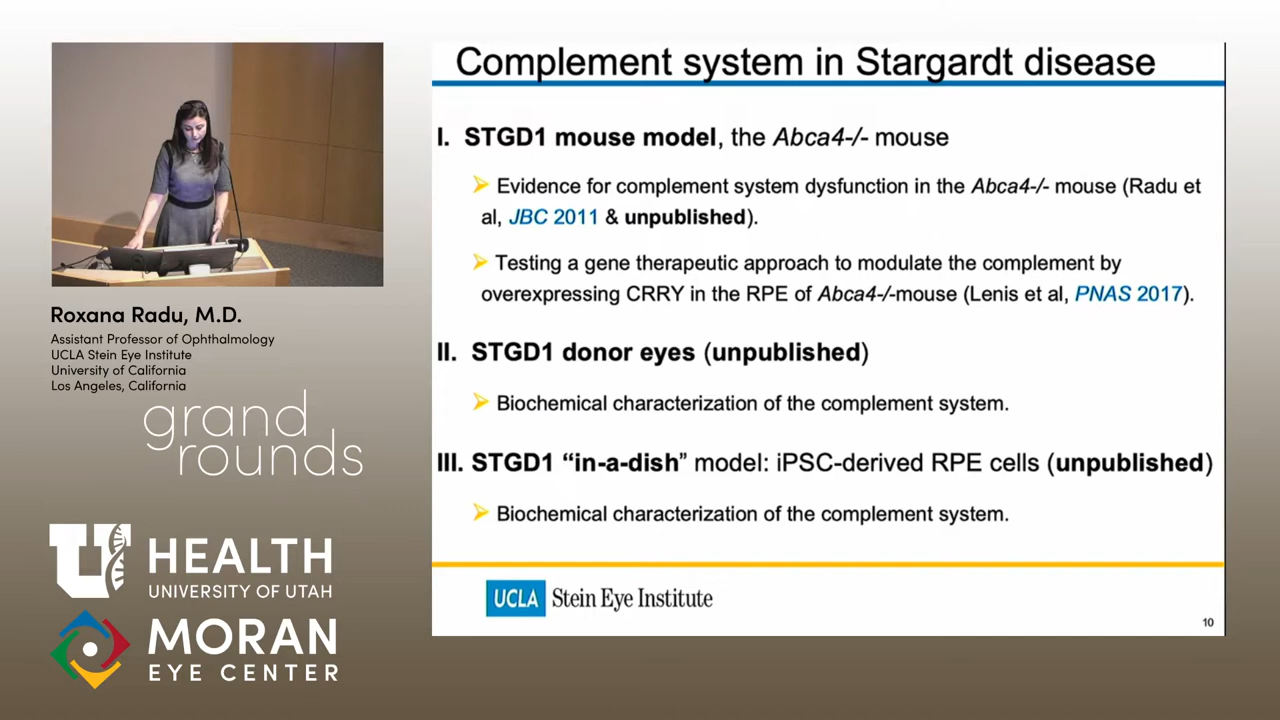 Complement system in Stargardt disease
I. STGD1 mouse model, the Abca4-/- mouse
Evidence for complement system dysfunction in the Abca4-/- mouse (Radu et
al, JBC 2011 & unpublished).
Testing a gene therapeutic approach to modulate the complement by
overexpressing CRRY in the RPE of Abca4-/-mouse (Lenis et al, PNAS 2017).
II. STGD1 donor eyes (unpublished)
Biochemical characterization of the complement system.
III. STGD1 “in-a-dish” model: iPSC-derived RPE cells (unpublished)
Biochemical characterization of the complement system.
UCLA Stein Eye Institute
10
Roxana Radu, M.D.
Assistant Professor of Ophthalmology
UCLA Stein Eye Institute
University of California
Los Angeles, California
grand
rounds
U HEALTH
UNIVERSITY OF UTAH
MORAN
EYE CENTER